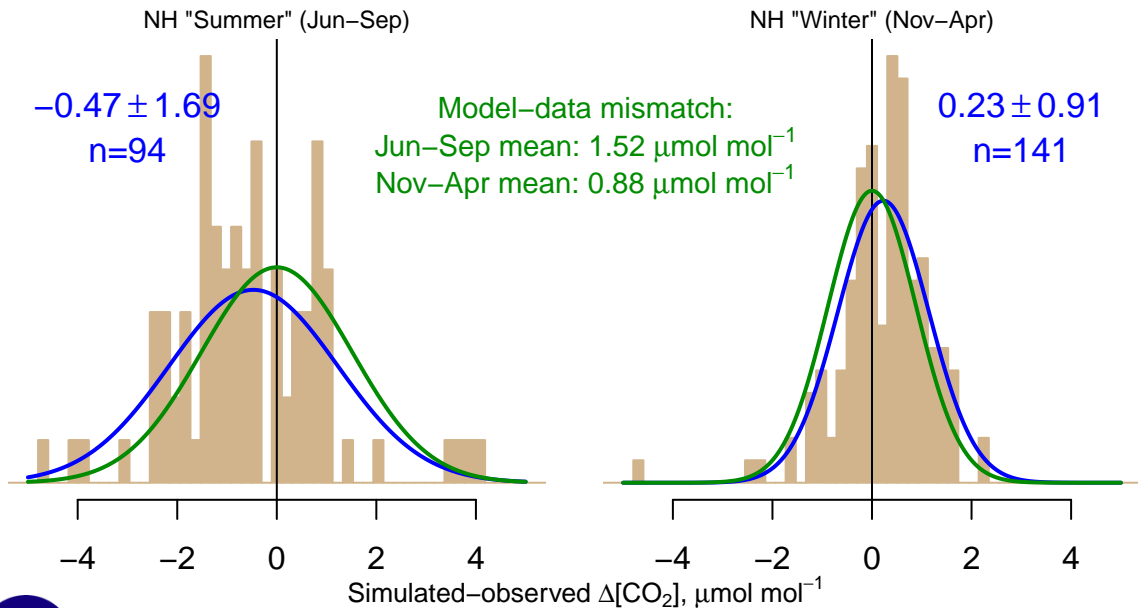 NH "Summer" (Jun−Sep)
NH "Winter" (Nov−Apr)
−0.47 ± 1.69
n=94
Model−data mismatch:
Jun−Sep mean: 1.52 μmol mol⁻¹
Nov−Apr mean: 0.88 μmol mol⁻¹
0.23 ± 0.91
n=141
−4 −2 0 2 4
−4 −2 0 2 4
Simulated−observed Δ[CO₂], μmol mol⁻¹